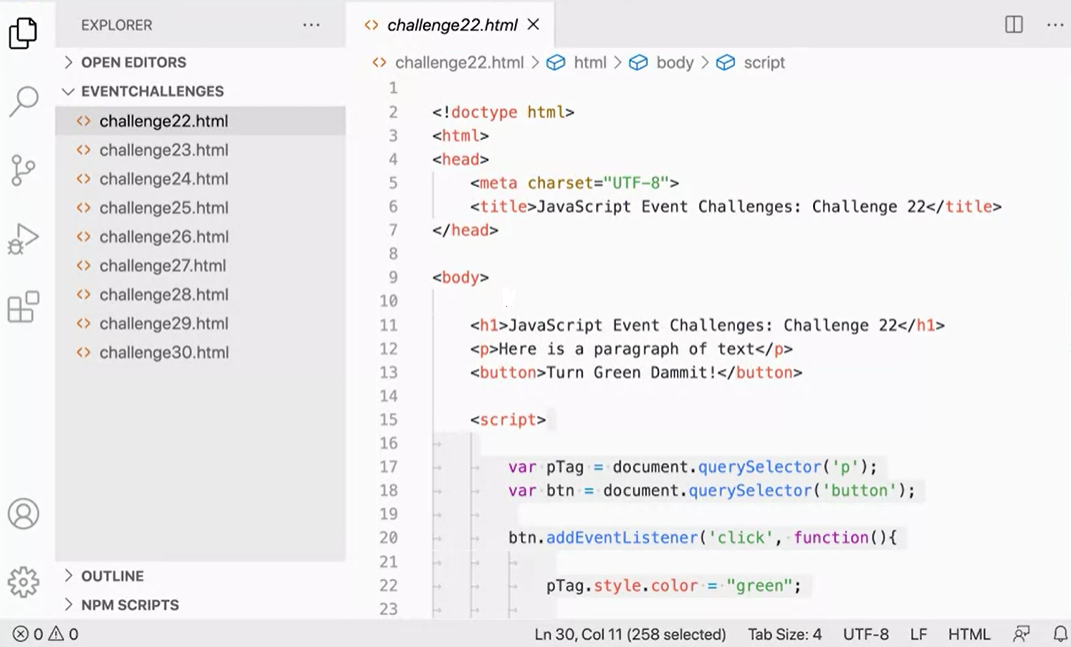 EXPLORER ···
OPEN EDITORS
EVENTCHALLENGES
<> challenge22.html
<> challenge23.html
<> challenge24.html
<> challenge25.html
<> challenge26.html
<> challenge27.html
<> challenge28.html
<> challenge29.html
<> challenge30.html
OUTLINE
NPM SCRIPTS
<> challenge22.html ×
<> challenge22.html > html > body > script
1
2 <!doctype html>
3 <html>
4 <head>
5 <meta charset="UTF-8">
6 <title>JavaScript Event Challenges: Challenge 22</title>
7 </head>
8
9 <body>
10
11 <h1>JavaScript Event Challenges: Challenge 22</h1>
12 <p>Here is a paragraph of text</p>
13 <button>Turn Green Dammit!</button>
14
15 <script>
16
17 var pTag = document.querySelector('p');
18 var btn = document.querySelector('button');
19
20 btn.addEventListener('click', function(){
21
22 pTag.style.color = "green";
23
0 0 Ln 30, Col 11 (258 selected) Tab Size: 4 UTF-8 LF HTML